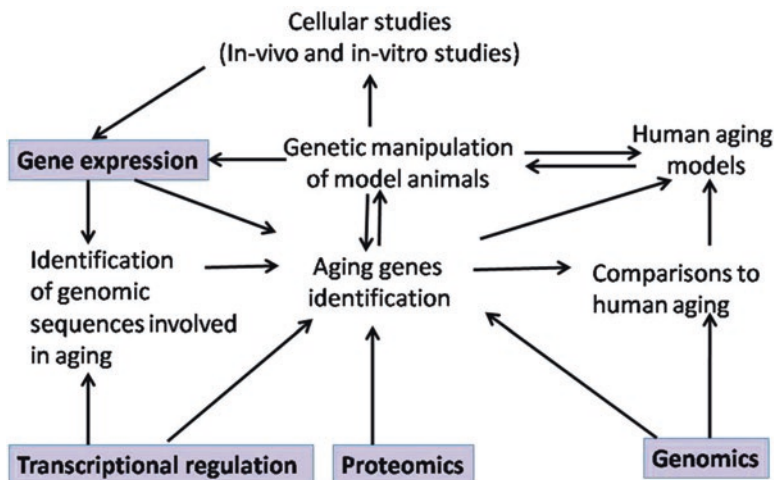 Cellular studies
(In-vivo and in-vitro studies)
Gene expression
Genetic manipulation
of model animals
Human aging
models
Identification
of genomic
sequences involved
in aging
Aging genes
identification
Comparisons to
human aging
Transcriptional regulation
Proteomics
Genomics